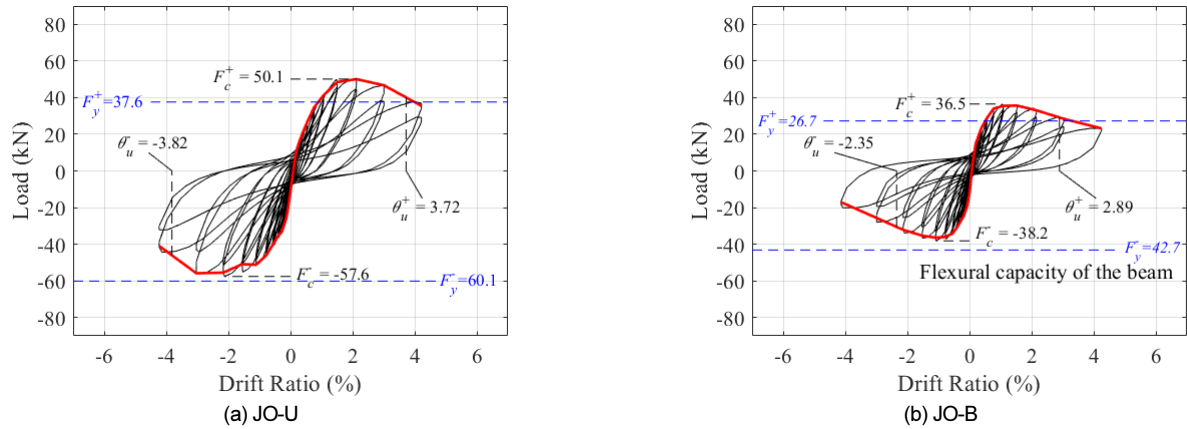 80
60
40
20
0
-20
-40
-60
-80
-6
-4
-2
0
2
4
6
Load (kN)
Drift Ratio (%)
F_c^+ = 50.1
F_y^+=37.6
θ_u^- = -3.82
θ_u^+ = 3.72
F_c^- = -57.6
F_y^-=60.1
(a) JO-U
80
60
40
20
0
-20
-40
-60
-80
-6
-4
-2
0
2
4
6
Load (kN)
Drift Ratio (%)
F_c^+ = 36.5
F_y^+=26.7
θ_u^- = -2.35
θ_u^+ = 2.89
F_c^- = -38.2
F_y^-=42.7
Flexural capacity of the beam
(b) JO-B